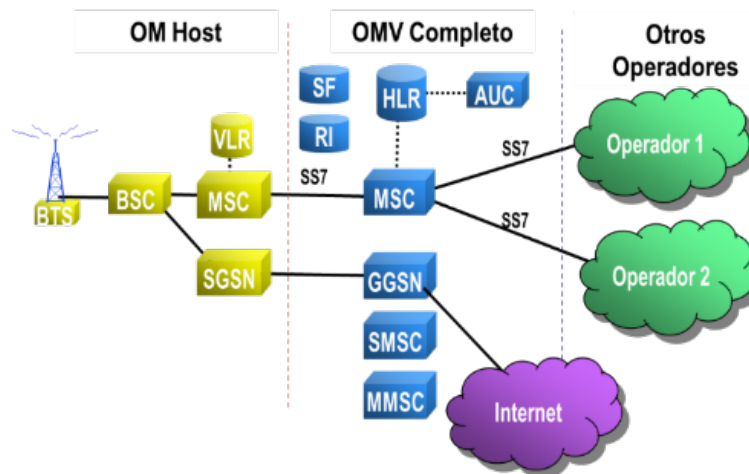 OM Host
OMV Completo
Otros
Operadores
SF
HLR
AUC
RI
VLR
Operador 1
SS7
BTS
BSC
MSC
SS7
MSC
SS7
Operador 2
SGSN
GGSN
SMSC
MMSC
Internet